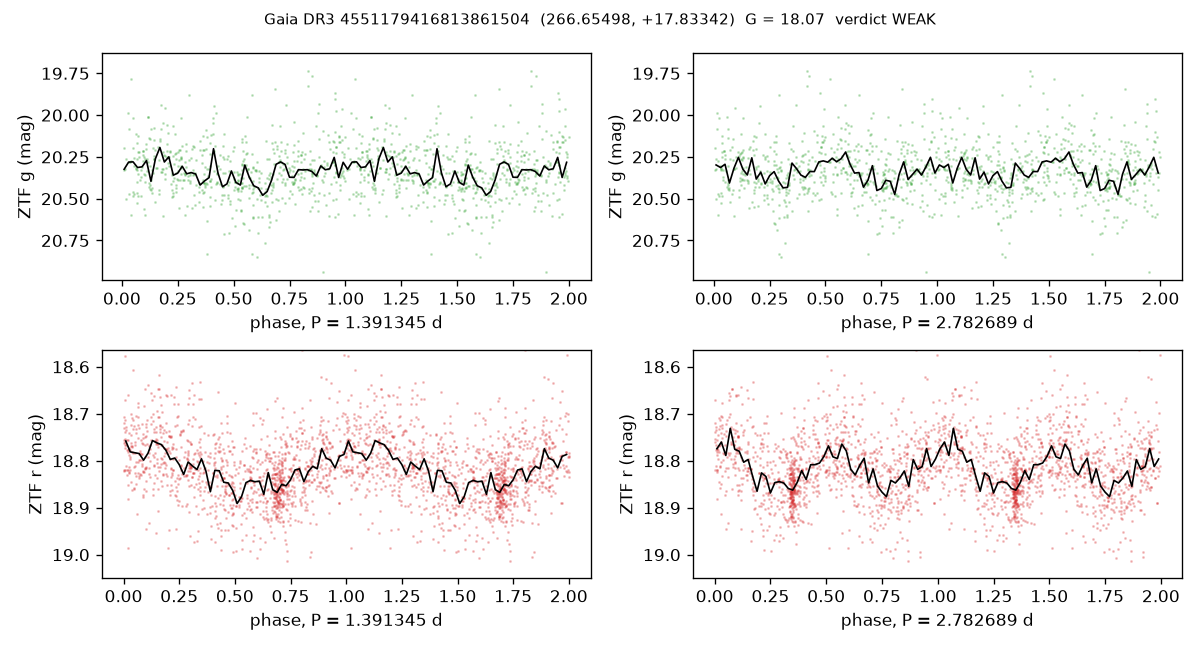 Gaia DR3 4551179416813861504  (266.65498, +17.83342)  G = 18.07  verdict WEAK
ZTF g (mag)
19.75
20.00
20.25
20.50
20.75
0.00 0.25 0.50 0.75 1.00 1.25 1.50 1.75 2.00
phase, P = 1.391345 d
ZTF g (mag)
19.75
20.00
20.25
20.50
20.75
0.00 0.25 0.50 0.75 1.00 1.25 1.50 1.75 2.00
phase, P = 2.782689 d
ZTF r (mag)
18.6
18.7
18.8
18.9
19.0
0.00 0.25 0.50 0.75 1.00 1.25 1.50 1.75 2.00
phase, P = 1.391345 d
ZTF r (mag)
18.6
18.7
18.8
18.9
19.0
0.00 0.25 0.50 0.75 1.00 1.25 1.50 1.75 2.00
phase, P = 2.782689 d